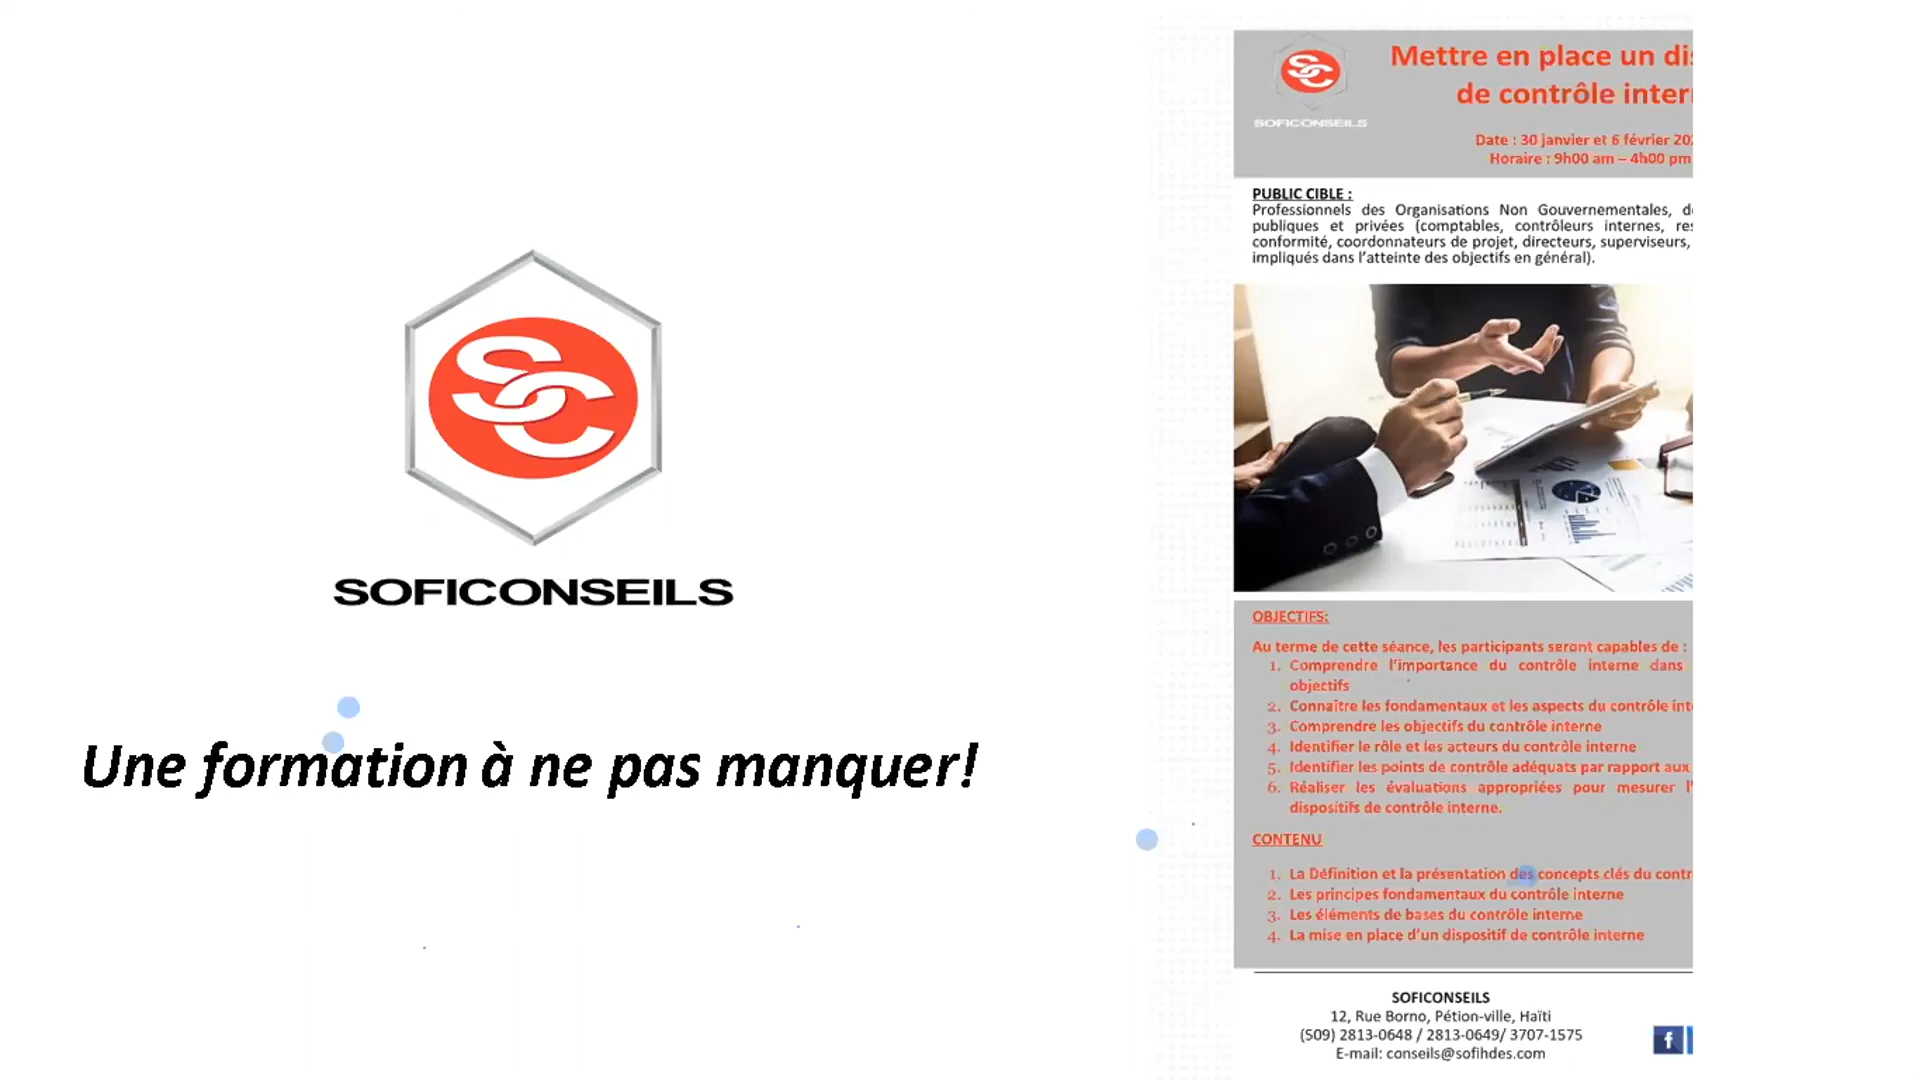 SC
SOFICONSEILS
Une formation à ne pas manquer!
SC
SOFICONSEILS
Mettre en place un
de contrôle
Date : 30 janvier et 6 février
Horaire : 9h00 am – 4h00 pm
PUBLIC CIBLE :
Professionnels des Organisations Non Gouvernementales,
publiques et privées (comptables, contrôleurs internes,
conformité, coordonnateurs de projet, directeurs, superviseurs,
impliqués dans l'atteinte des objectifs en général).
OBJECTIFS:
Au terme de cette séance, les participants seront capables de :
1. Comprendre l'importance du contrôle interne dans
objectifs
2. Connaître les fondamentaux et les aspects du contrôle
3. Comprendre les objectifs du contrôle interne
4. Identifier le rôle et les acteurs du contrôle interne
5. Identifier les points de contrôle adéquats par rapport aux
6. Réaliser les évaluations appropriées pour mesurer
dispositifs de contrôle interne.
CONTENU
1. La Définition et la présentation des concepts clés du
2. Les principes fondamentaux du contrôle interne
3. Les éléments de bases du contrôle interne
4. La mise en place d'un dispositif de contrôle interne
SOFICONSEILS
12, Rue Borno, Pétion-ville, Haïti
(509) 2813-0648 / 2813-0649/ 3707-1575
E-mail: conseils@sofihdes.com
f